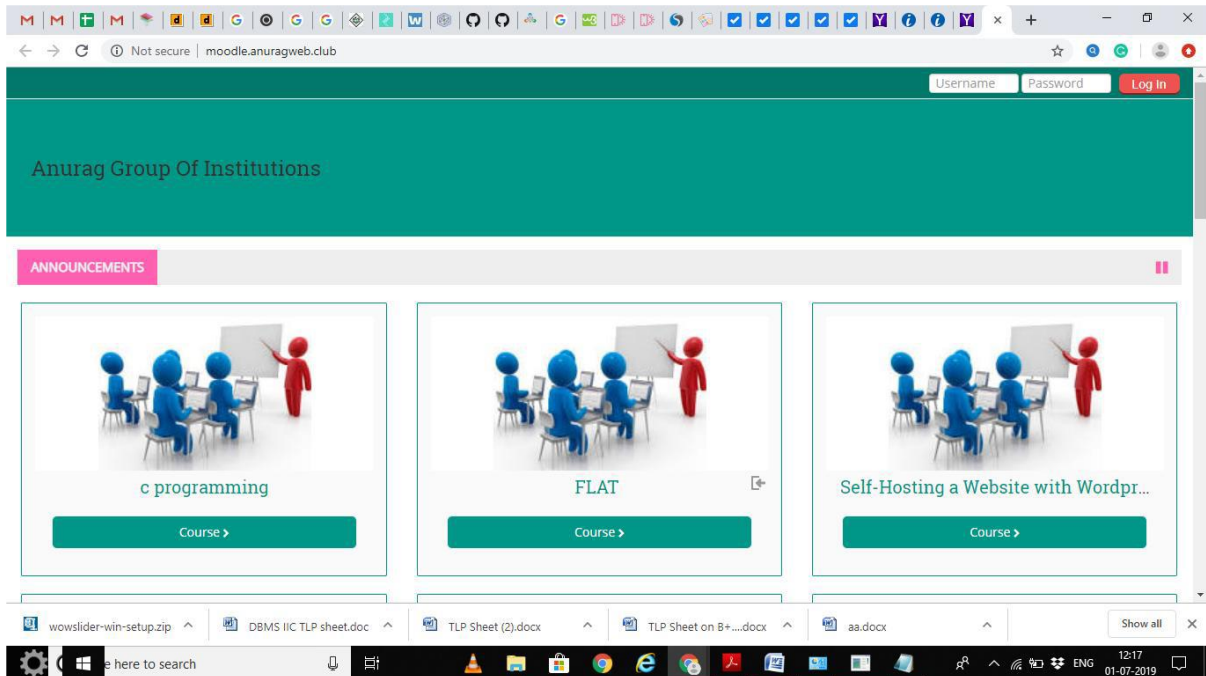 Not secure | moodle.anuragweb.club
Username Password Log In
Anurag Group Of Institutions
ANNOUNCEMENTS
c programming
FLAT
Self-Hosting a Website with Wordpr...
Course
Course
Course
wowslider-win-setup.zip
DBMS IIC TLP sheet.doc
TLP Sheet (2).docx
TLP Sheet on B+....docx
aa.docx
Show all
e here to search
ENG
12:17
01-07-2019